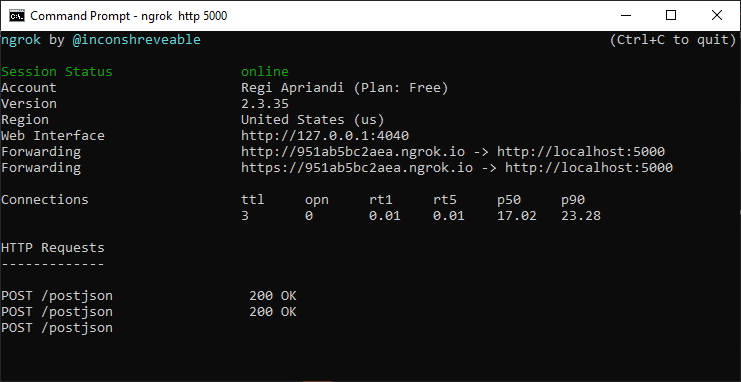 Command Prompt - ngrok http 5000
ngrok by @inconshreveable (Ctrl+C to quit)
Session Status online
Account Regi Apriandi (Plan: Free)
Version 2.3.35
Region United States (us)
Web Interface http://127.0.0.1:4040
Forwarding http://951ab5bc2aea.ngrok.io -> http://localhost:5000
Forwarding https://951ab5bc2aea.ngrok.io -> http://localhost:5000
Connections ttl opn rt1 rt5 p50 p90
3 0 0.01 0.01 17.02 23.28
HTTP Requests
-------------
POST /postjson 200 OK
POST /postjson 200 OK
POST /postjson